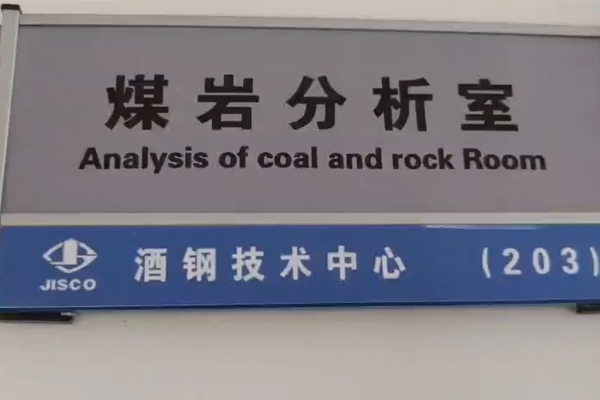 煤岩分析室
Analysis of coal and rock Room
JISCO 酒钢技术中心 (203)